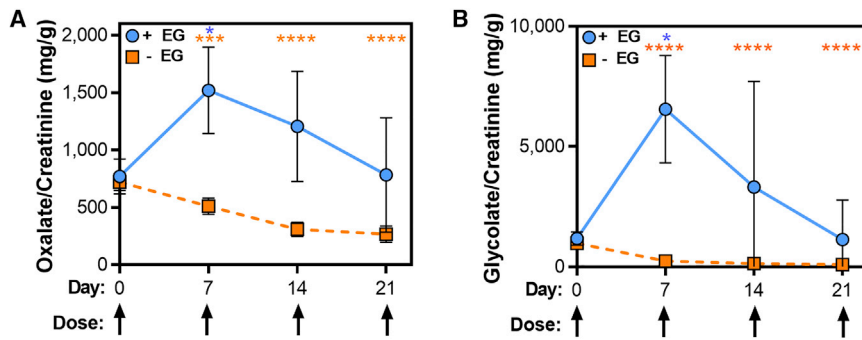 A
Oxalate/Creatinine (mg/g)
2,000
1,500
1,000
500
0
+ EG
- EG
*
***
****
****
Day: 0 7 14 21
Dose:
B
Glycolate/Creatinine (mg/g)
10,000
5,000
0
+ EG
- EG
*
****
****
****
Day: 0 7 14 21
Dose: